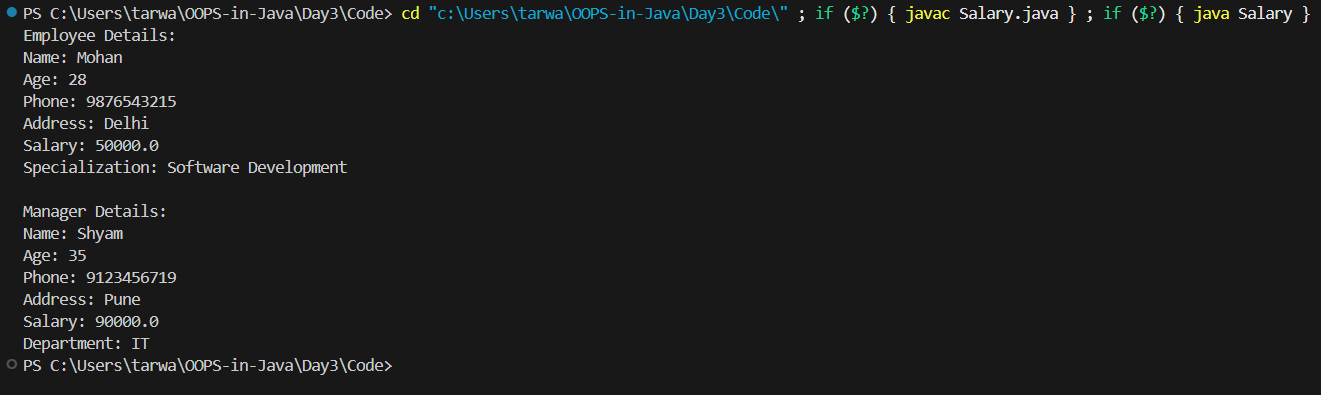 PS C:\Users\tarwa\OOPS-in-Java\Day3\Code> cd "c:\Users\tarwa\OOPS-in-Java\Day3\Code\" ; if ($?) { javac Salary.java } ; if ($?) { java Salary }
Employee Details:
Name: Mohan
Age: 28
Phone: 9876543215
Address: Delhi
Salary: 50000.0
Specialization: Software Development

Manager Details:
Name: Shyam
Age: 35
Phone: 9123456719
Address: Pune
Salary: 90000.0
Department: IT
PS C:\Users\tarwa\OOPS-in-Java\Day3\Code>